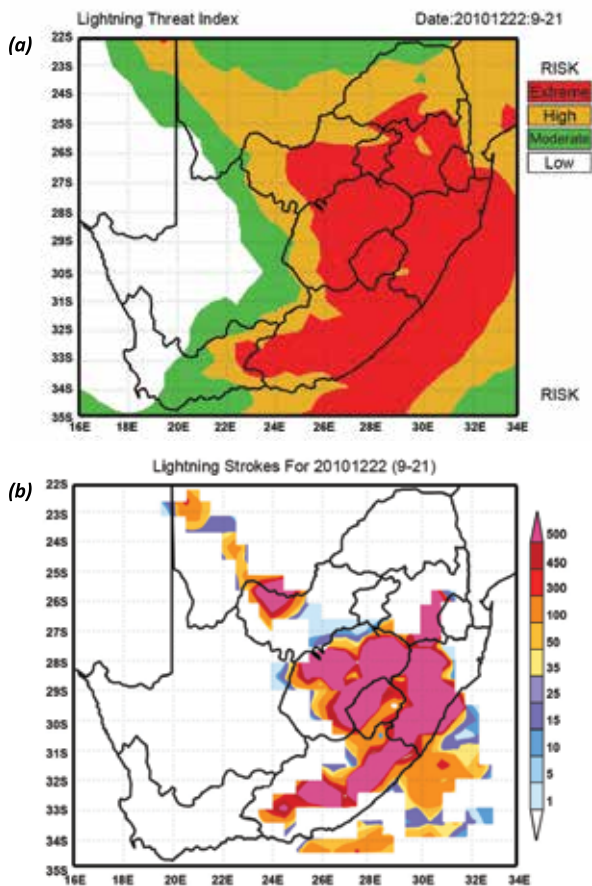 Lightning Threat Index Date:20101222:9-21
(a)
22S
23S
24S
25S
26S
27S
28S
29S
30S
31S
32S
33S
34S
35S
16E 18E 20E 22E 24E 26E 28E 30E 32E 34E
RISK
Extreme
High
Moderate
Low
RISK
Lightning Strokes For 20101222 (9-21)
(b)
22S
23S
24S
25S
26S
27S
28S
29S
30S
31S
32S
33S
34S
35S
16E 18E 20E 22E 24E 26E 28E 30E 32E 34E
500
450
300
100
50
35
25
15
10
5
1